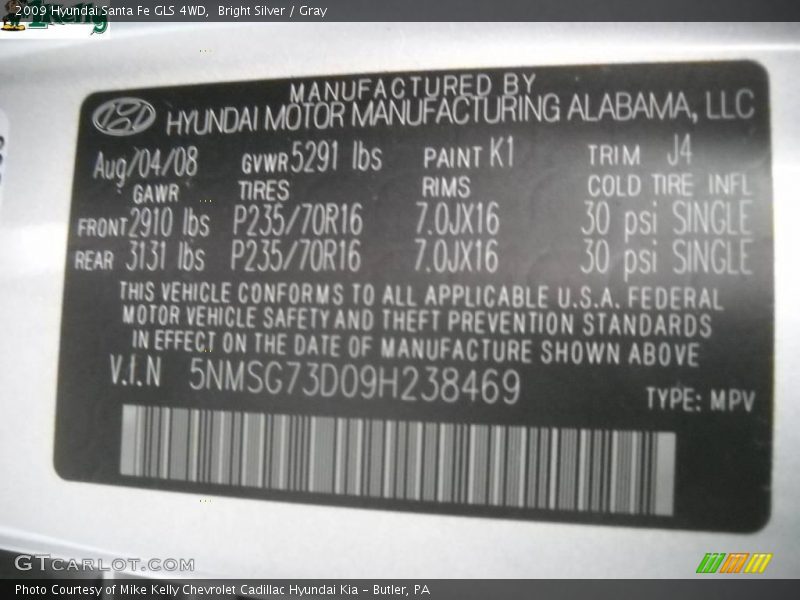 2009 Hyundai Santa Fe GLS 4WD, Bright Silver / Gray
Kelly
MANUFACTURED BY
HYUNDAI MOTOR MANUFACTURING ALABAMA, LLC
Aug/04/08 GVWR 5291 lbs PAINT K1 TRIM J4
GAWR TIRES RIMS COLD TIRE INFL
FRONT 2910 lbs P235/70R16 7.0JX16 30 psi SINGLE
REAR 3131 lbs P235/70R16 7.0JX16 30 psi SINGLE
THIS VEHICLE CONFORMS TO ALL APPLICABLE U.S.A. FEDERAL
MOTOR VEHICLE SAFETY AND THEFT PREVENTION STANDARDS
IN EFFECT ON THE DATE OF MANUFACTURE SHOWN ABOVE
V.I.N 5NMSG73D09H238469
TYPE: MPV
GTCARLOT.COM
Photo Courtesy of Mike Kelly Chevrolet Cadillac Hyundai Kia - Butler, PA